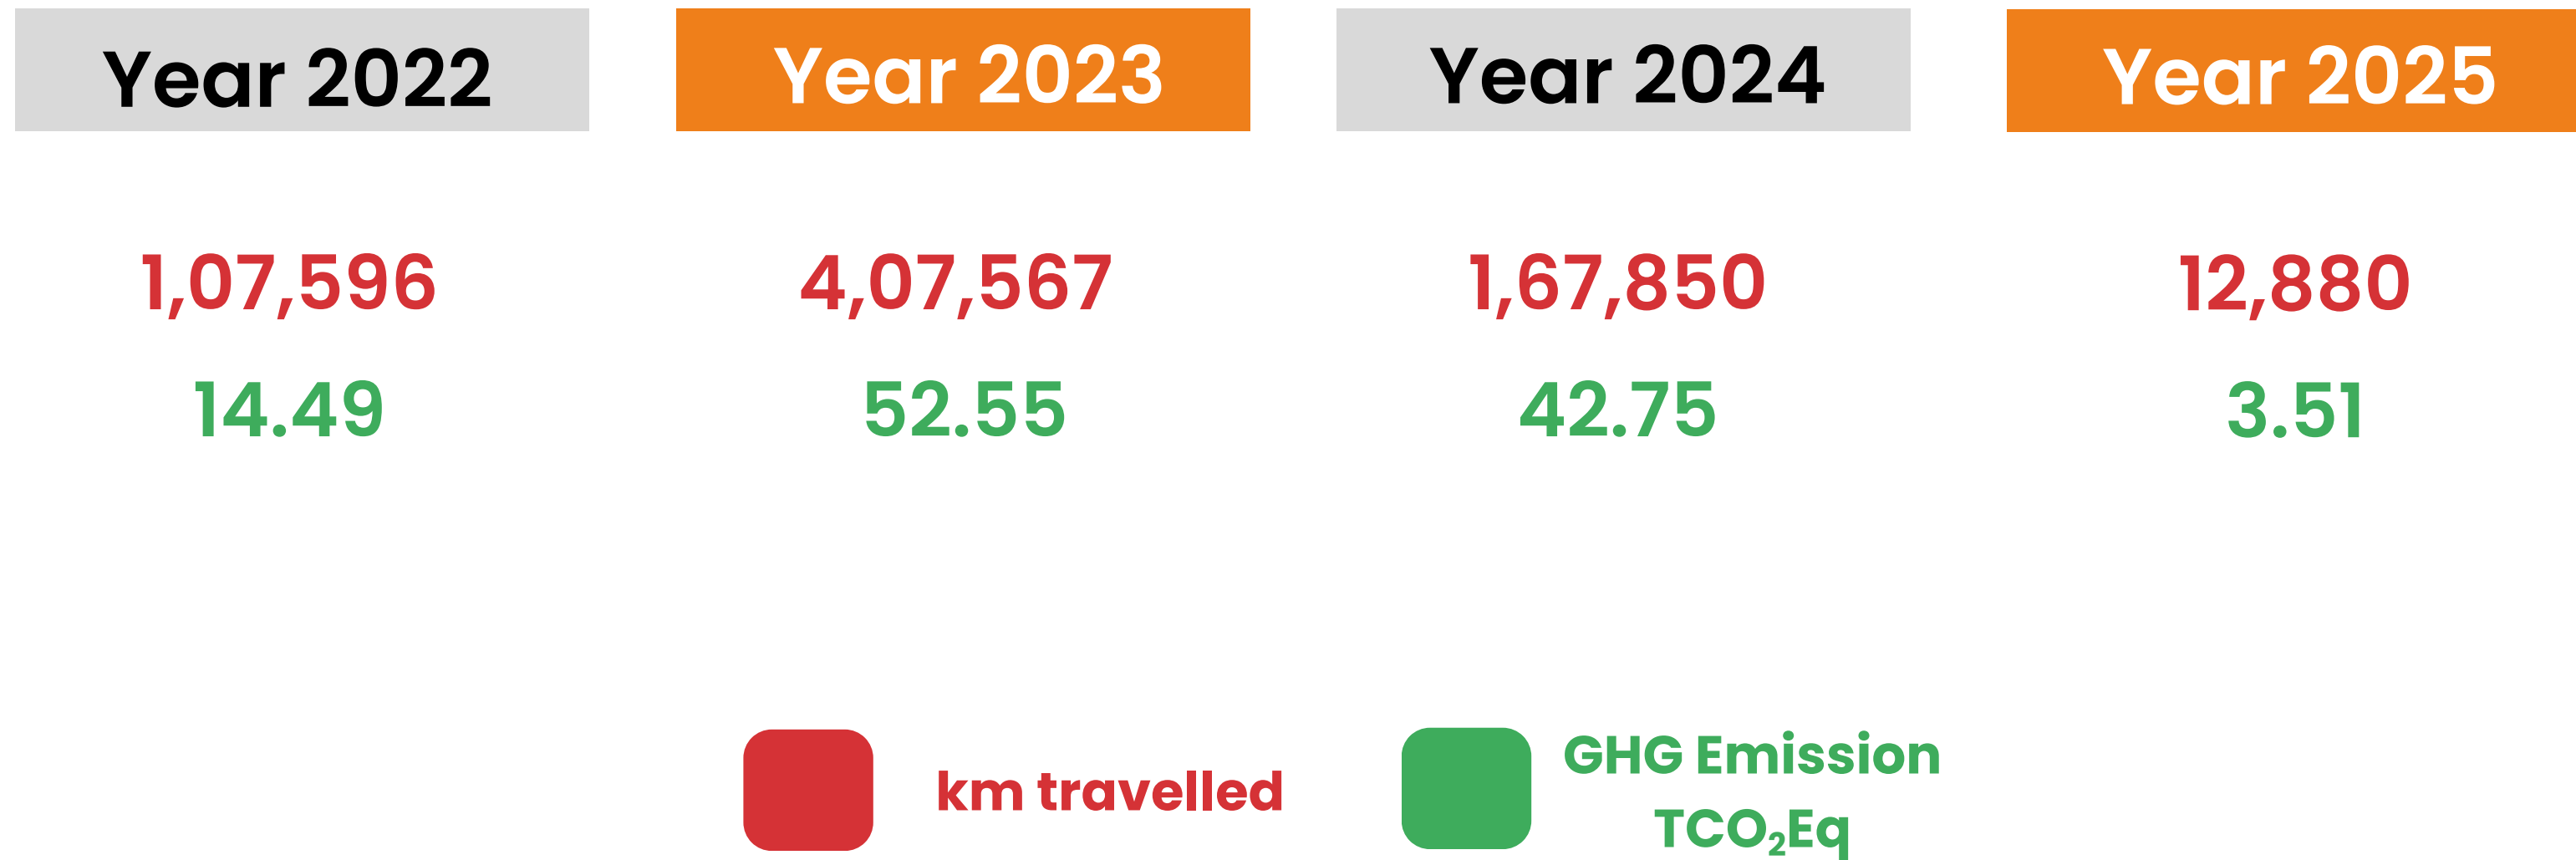 Year 2022
Year 2023
Year 2024
Year 2025
1,07,596
4,07,567
1,67,850
12,880
14.49
52.55
42.75
3.51
km travelled
GHG Emission
TCO₂Eq